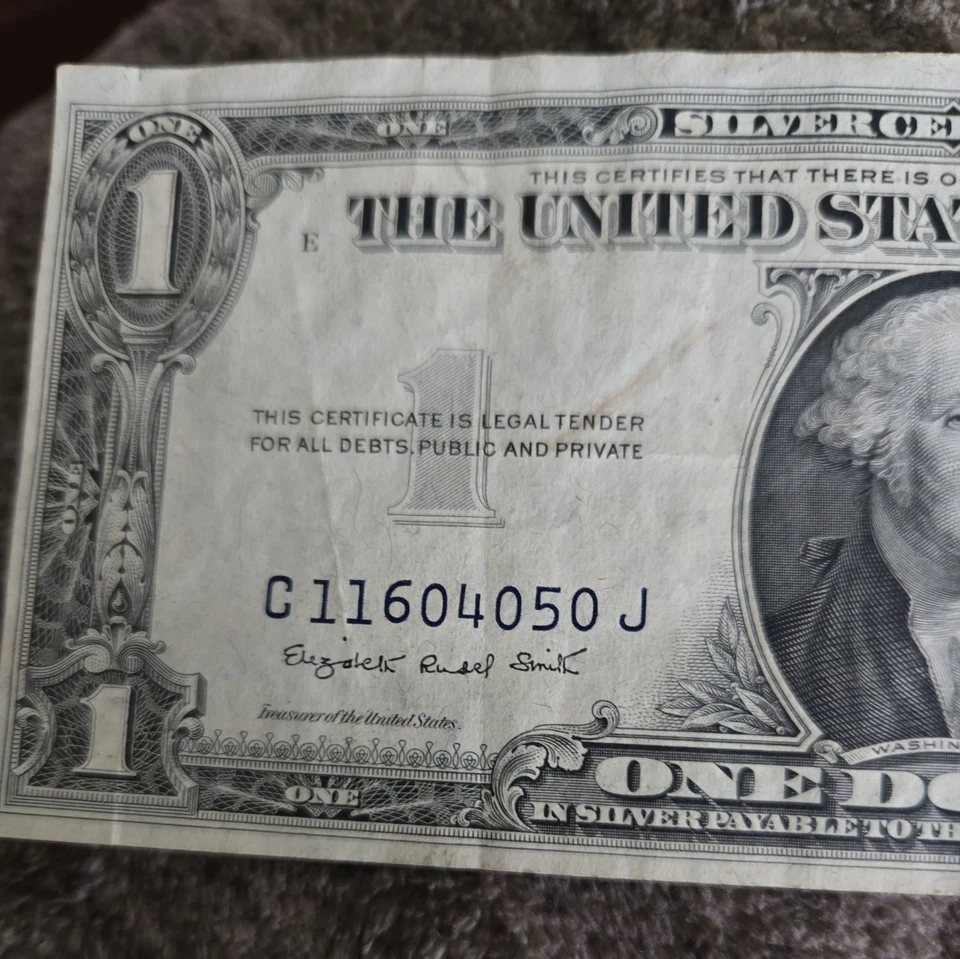 ONE
ONE
SILVER CE
THIS CERTIFIES THAT THERE IS O
1
E
THE UNITED STA
1
THIS CERTIFICATE IS LEGAL TENDER
FOR ALL DEBTS, PUBLIC AND PRIVATE
ONE
C 11604050 J
Elizabeth Rudel Smith
Treasurer of the United States.
1
WASHIN
ONE
ONE DO
IN SILVER PAYABLE TO TH